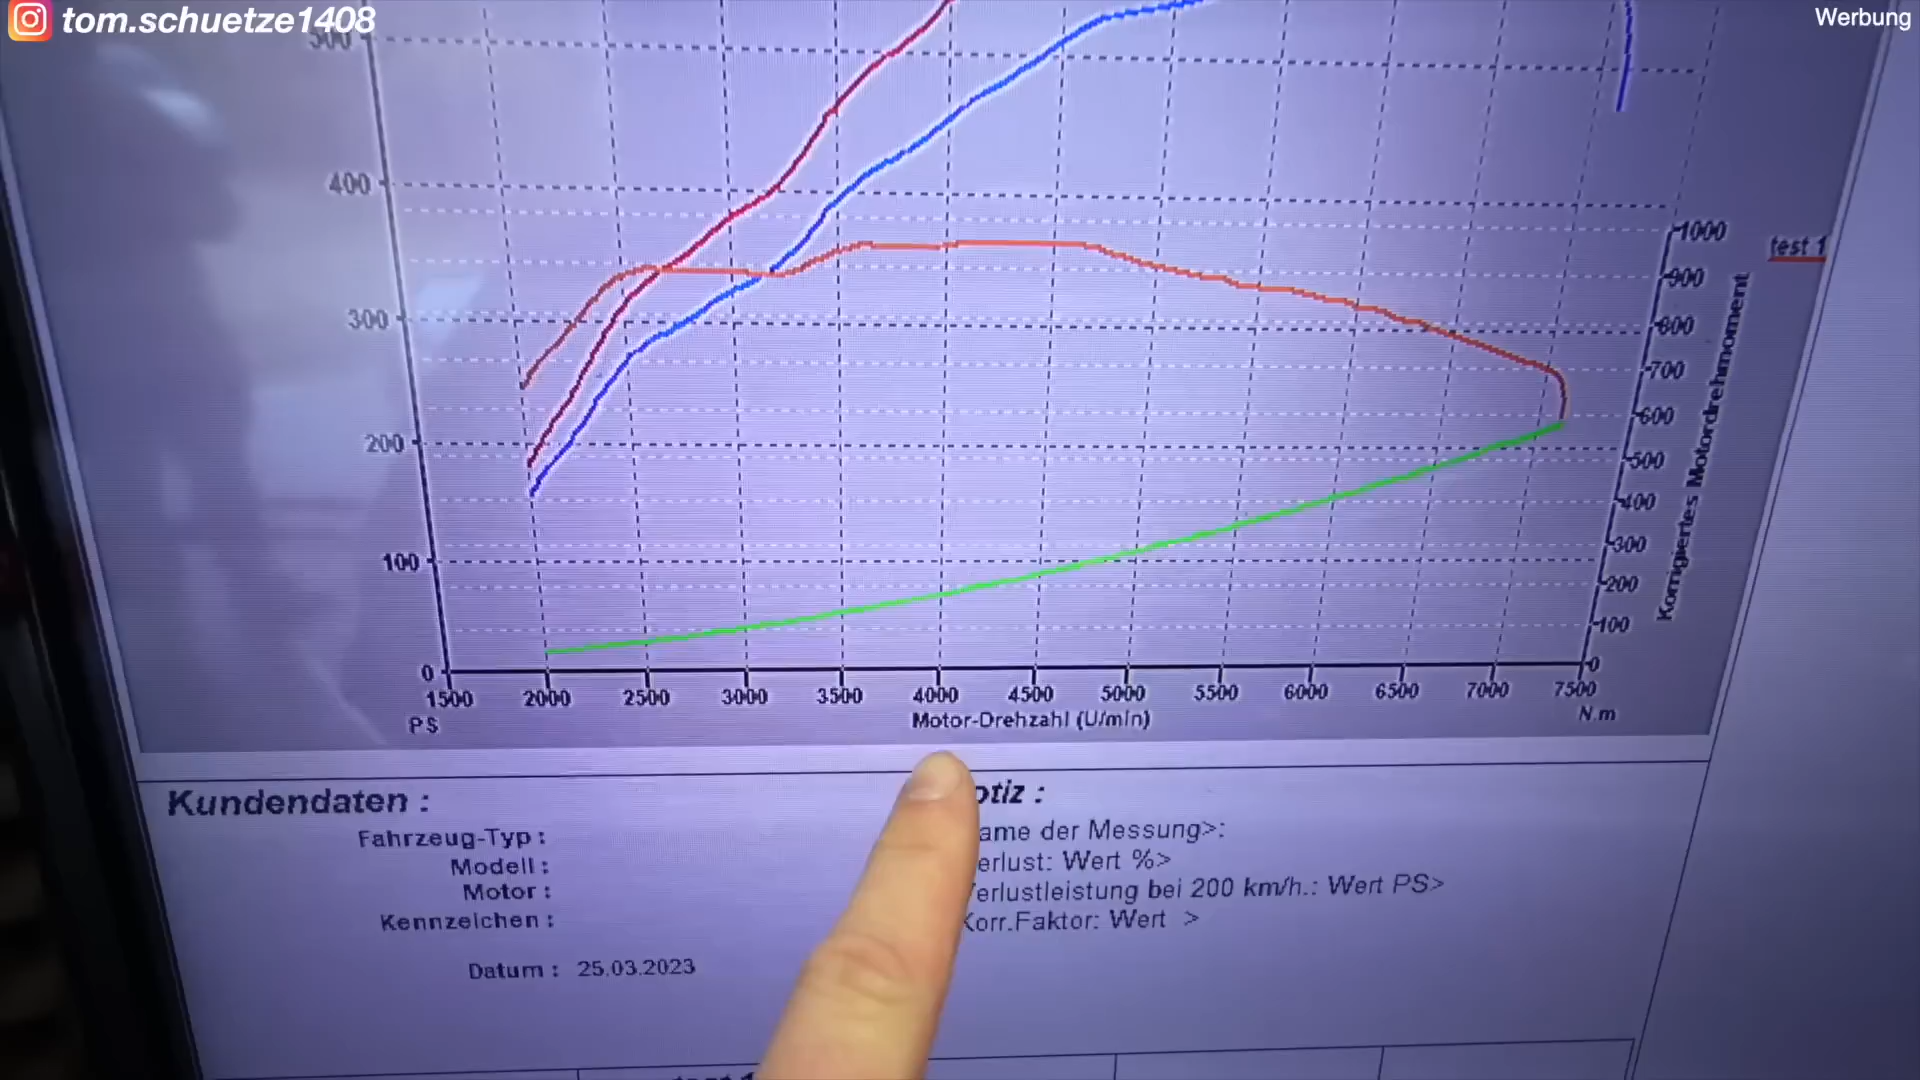 tom.schuetze1408
Werbung
500
400
300
200
100
0
1000
900
800
700
600
500
400
300
200
100
0
test 1
Korrigiertes Motordrehmoment
1500 2000 2500 3000 3500 4000 4500 5000 5500 6000 6500 7000 7500
PS
Motor-Drehzahl (U/min)
N.m
Kundendaten :
Fahrzeug-Typ :
Modell :
Motor :
Kennzeichen :
Datum : 25.03.2023
otiz :
ame der Messung>:
erlust: Wert %>
Verlustleistung bei 200 km/h.: Wert PS>
Korr.Faktor: Wert >